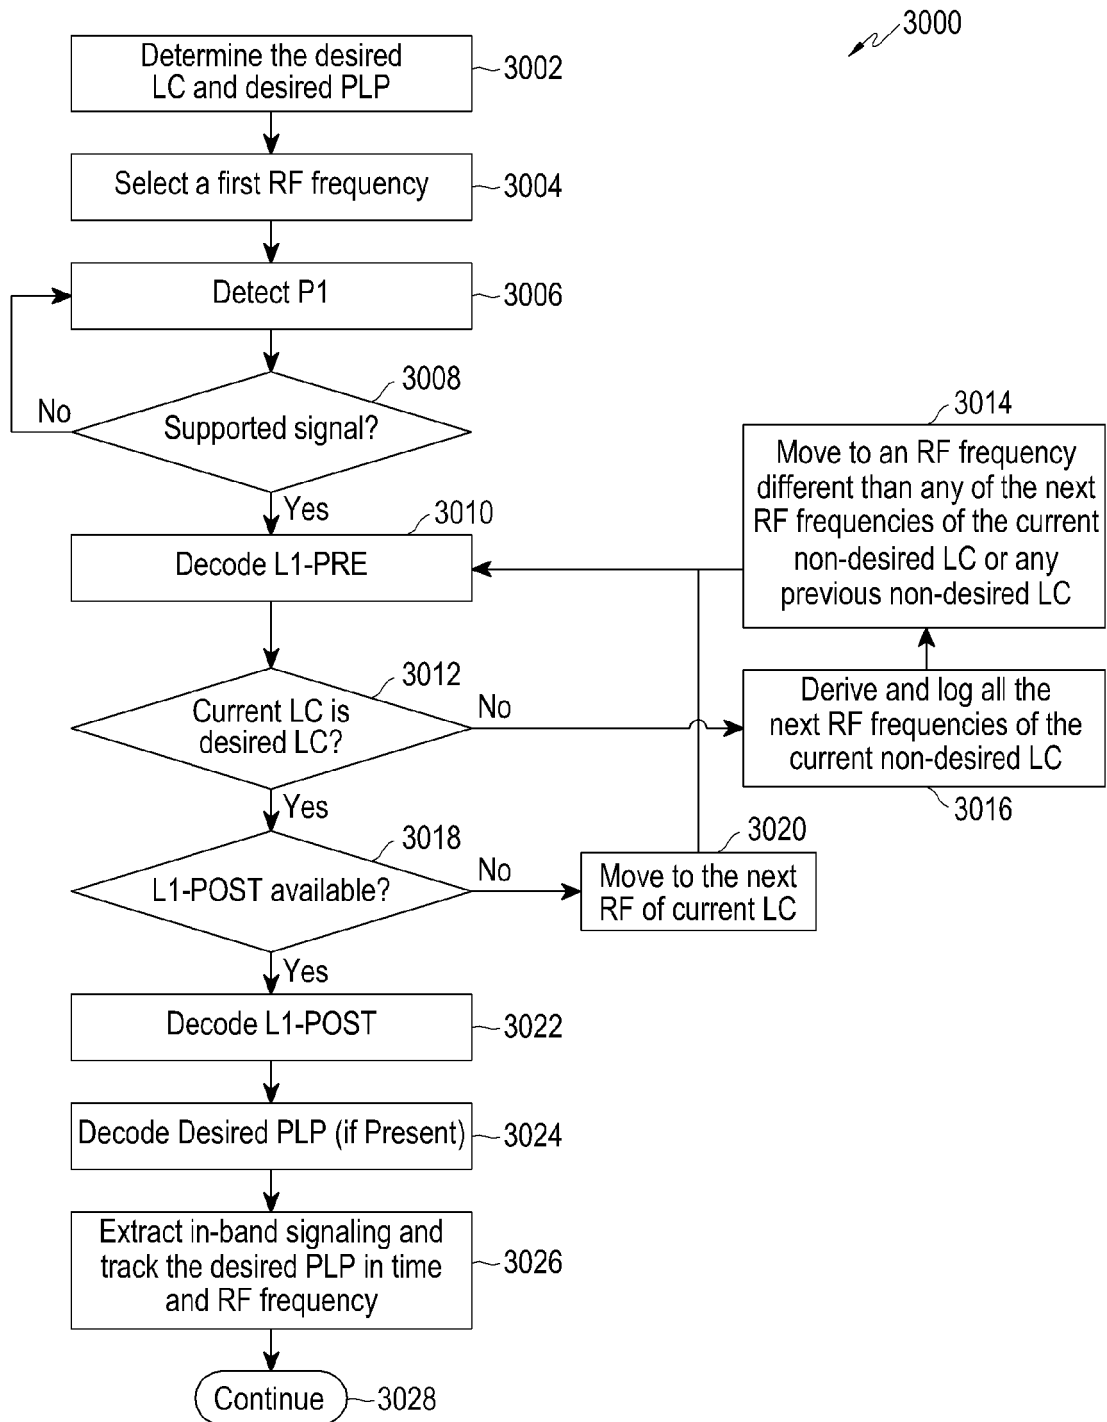 3000
Determine the desired
LC and desired PLP
3002
Select a first RF frequency
3004
Detect P1
3006
3008
No
Supported signal?
Yes
3010
Decode L1-PRE
3014
Move to an RF frequency
different than any of the next
RF frequencies of the current
non-desired LC or any
previous non-desired LC
3012
Current LC is
desired LC?
No
Derive and log all the
next RF frequencies of the
current non-desired LC
3016
Yes
3018
L1-POST available?
No
3020
Move to the next
RF of current LC
Yes
Decode L1-POST
3022
Decode Desired PLP (if Present)
3024
Extract in-band signaling and
track the desired PLP in time
and RF frequency
3026
Continue
3028